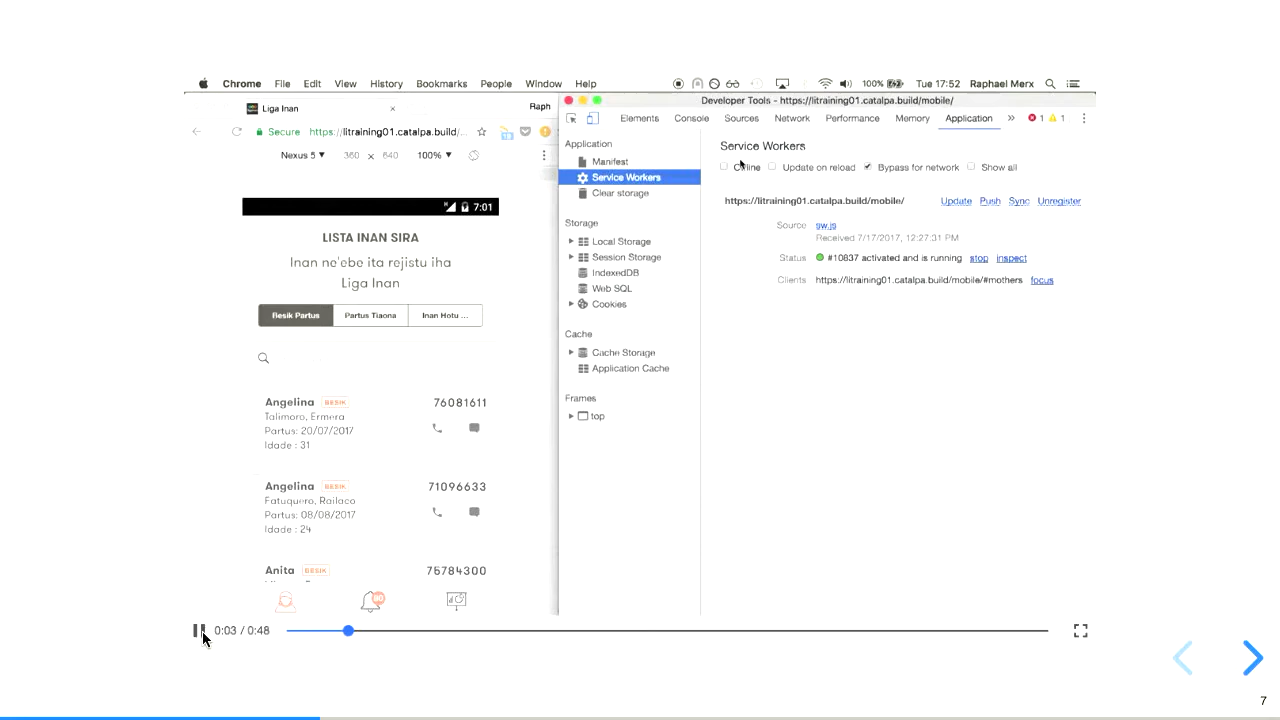 Chrome File Edit View History Bookmarks People Window Help 100% Tue 17:52 Raphael Merx
Liga Inan × Raph
Secure https://litraining01.catalpa.build/...
Nexus 5 ▼ 360 × 640 100% ▼
7:01
LISTA INAN SIRA
Inan ne'ebe ita rejistu iha
Liga Inan
Besik Partus Partus Tiaona Inan Hotu ...
Angelina BESIK 76081611
Talimoro, Ermera
Partus: 20/07/2017
Idade : 31
Angelina BESIK 71096633
Fatuquero, Railaco
Partus: 08/08/2017
Idade : 24
Anita BESIK 75784300
Developer Tools - https://litraining01.catalpa.build/mobile/
Elements Console Sources Network Performance Memory Application » 1 1
Application
Manifest
Service Workers
Clear storage
Storage
Local Storage
Session Storage
IndexedDB
Web SQL
Cookies
Cache
Cache Storage
Application Cache
Frames
top
Service Workers
Offline Update on reload Bypass for network Show all
https://litraining01.catalpa.build/mobile/ Update Push Sync Unregister
Source sw.js
Received 7/17/2017, 12:27:31 PM
Status #10837 activated and is running stop inspect
Clients https://litraining01.catalpa.build/mobile/#mothers focus
0:03 / 0:48
7